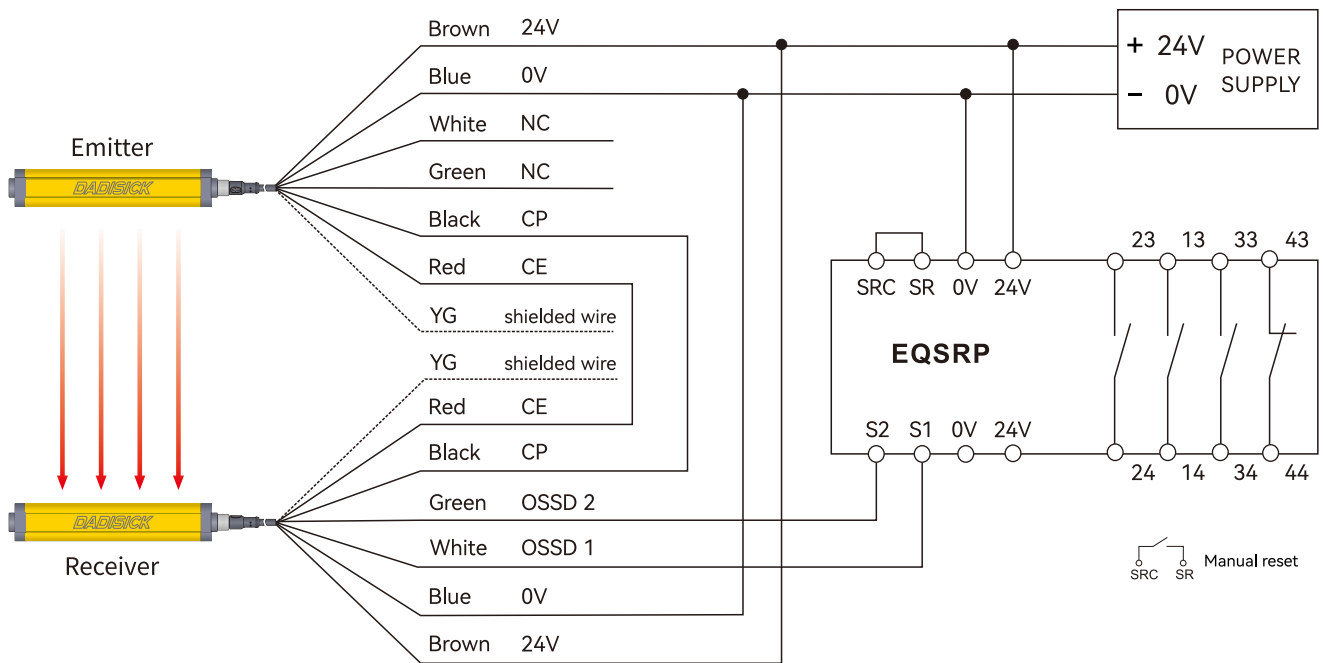 Brown 24V
Blue 0V
White NC
Green NC
Black CP
Red CE
YG shielded wire
YG shielded wire
Red CE
Black CP
Green OSSD 2
White OSSD 1
Blue 0V
Brown 24V
Emitter
DADISICK
DADISICK
Receiver
+ 24V
- 0V
POWER
SUPPLY
23 13 33 43
SRC SR 0V 24V
EQSRP
S2 S1 0V 24V
24 14 34 44
SRC SR Manual reset